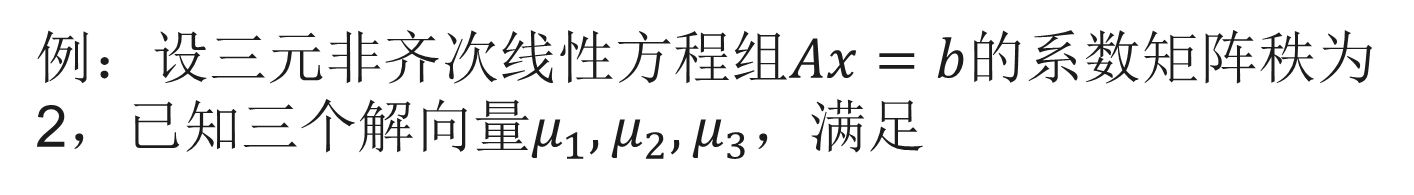 例：设三元非齐次线性方程组Ax = b的系数矩阵秩为
2，已知三个解向量μ₁, μ₂, μ₃，满足